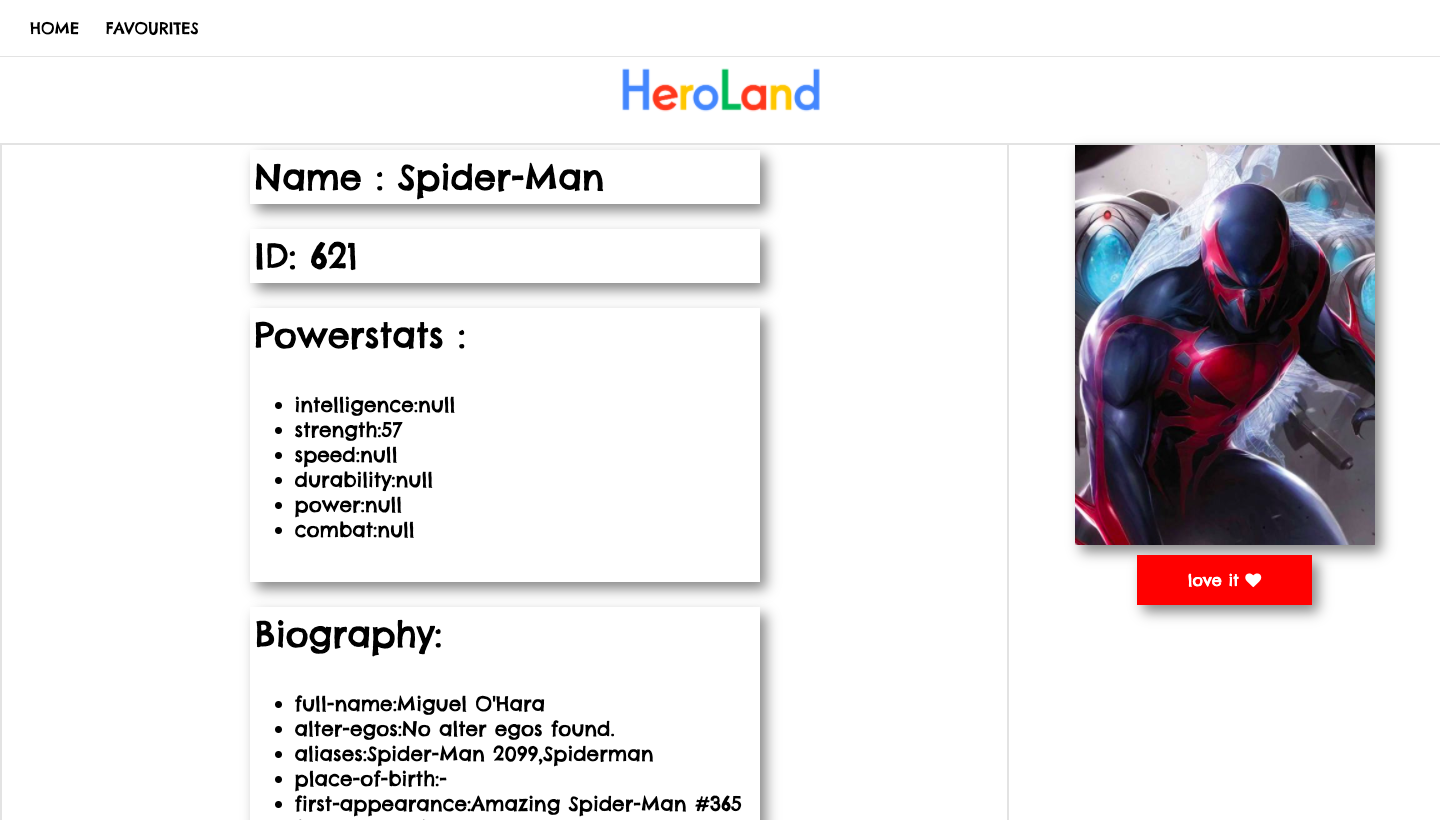 HOME FAVOURITES
HeroLand
Name : Spider-Man
ID: 621
Powerstats :
intelligence:null
strength:57
speed:null
durability:null
power:null
combat:null
love it
Biography:
full-name:Miguel O'Hara
alter-egos:No alter egos found.
aliases:Spider-Man 2099,Spiderman
place-of-birth:-
first-appearance:Amazing Spider-Man #365